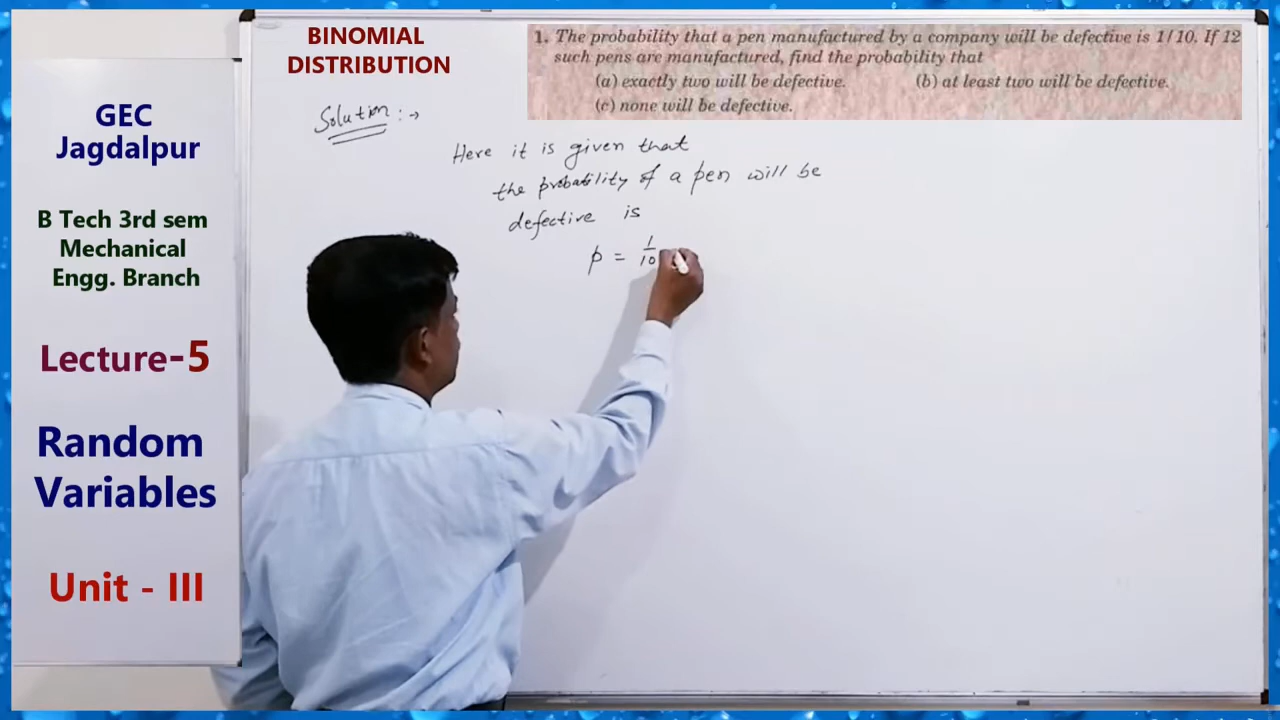 GEC
Jagdalpur
B Tech 3rd sem
Mechanical
Engg. Branch
Lecture-5
Random
Variables
Unit - III
BINOMIAL
DISTRIBUTION
1. The probability that a pen manufactured by a company will be defective is 1/10. If 12
such pens are manufactured, find the probability that
(a) exactly two will be defective. (b) at least two will be defective.
(c) none will be defective.
Solution :→
Here it is given that
the probability of a pen will be
defective is
p = 1/10